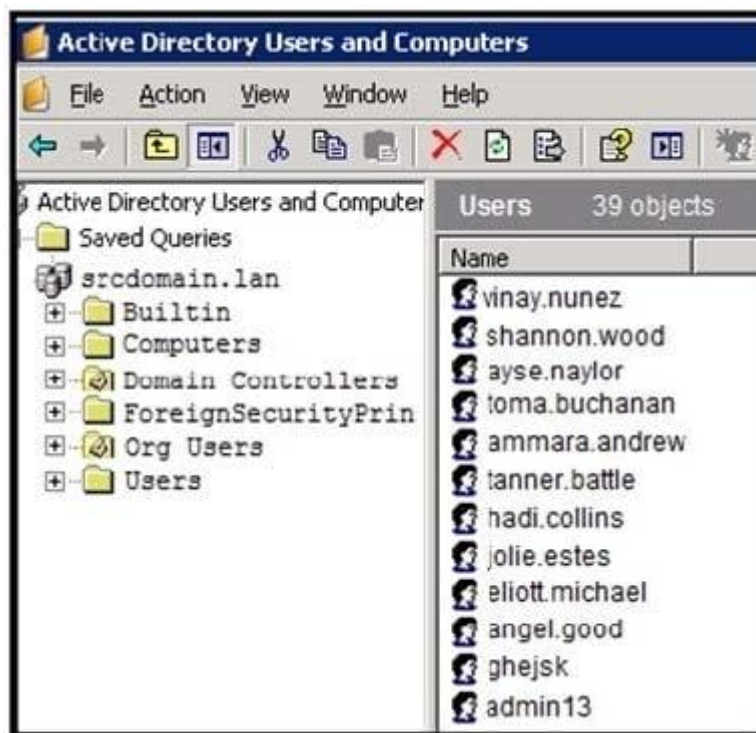 Active Directory Users and Computers
File Action View Window Help
Active Directory Users and Computer
Saved Queries
srcdomain.lan
Builtin
Computers
Domain Controllers
ForeignSecurityPrin
Org Users
Users
Users 39 objects
Name
vinay.nunez
shannon.wood
ayse.naylor
toma.buchanan
ammara.andrew
tanner.battle
hadi.collins
jolie.estes
eliott.michael
angel.good
ghejsk
admin13